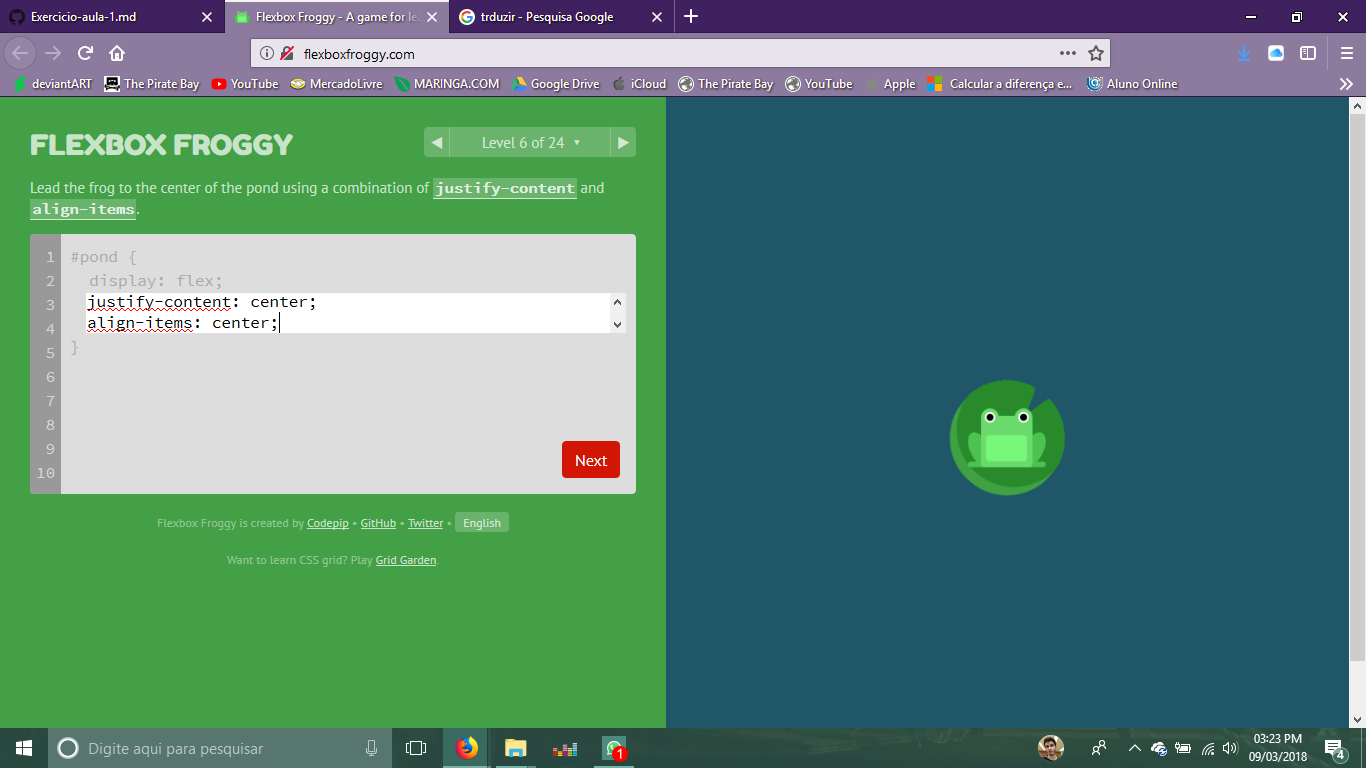 Exercicio-aula-1.md
Flexbox Froggy - A game for le
trduzir - Pesquisa Google
flexboxfroggy.com
deviantART The Pirate Bay YouTube MercadoLivre MARINGA.COM Google Drive iCloud The Pirate Bay YouTube Apple Calcular a diferença e... Aluno Online
FLEXBOX FROGGY
Level 6 of 24
Lead the frog to the center of the pond using a combination of justify-content and
align-items.
1 #pond {
2 display: flex;
3 justify-content: center;
4 align-items: center;
5 }
6
7
8
9
10
Next
Flexbox Froggy is created by Codepip • GitHub • Twitter • English
Want to learn CSS grid? Play Grid Garden.
Digite aqui para pesquisar
1
03:23 PM
09/03/2018
4